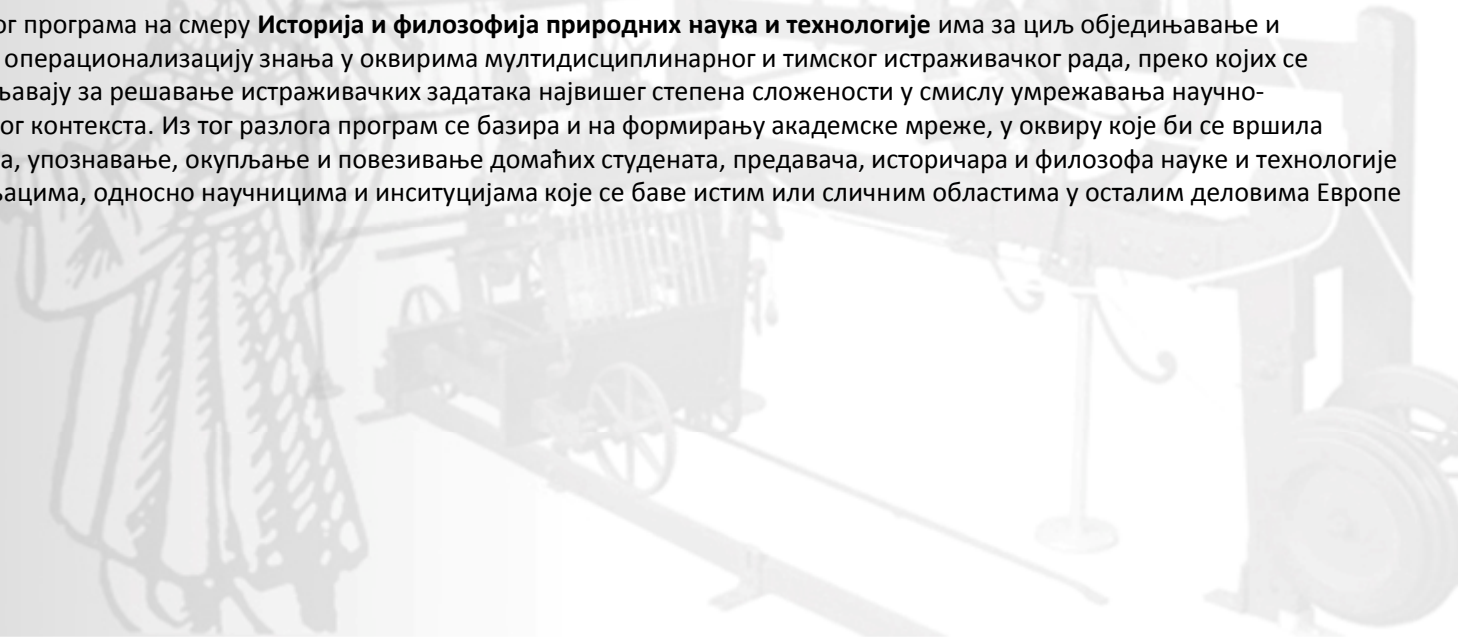 ог програма на смеру Историја и филозофија природних наука и технологије има за циљ обједињавање и
операционализацију знања у оквирима мултидисциплинарног и тимског истраживачког рада, преко којих се
љавају за решавање истраживачких задатака највишег степена сложености у смислу умрежавања научно-
ог контекста. Из тог разлога програм се базира и на формирању академске мреже, у оквиру које би се вршила
а, упознавање, окупљање и повезивање домаћих студената, предавача, историчара и филозофа науке и технологије
ацима, односно научницима и инситуцијама које се баве истим или сличним областима у осталим деловима Европе